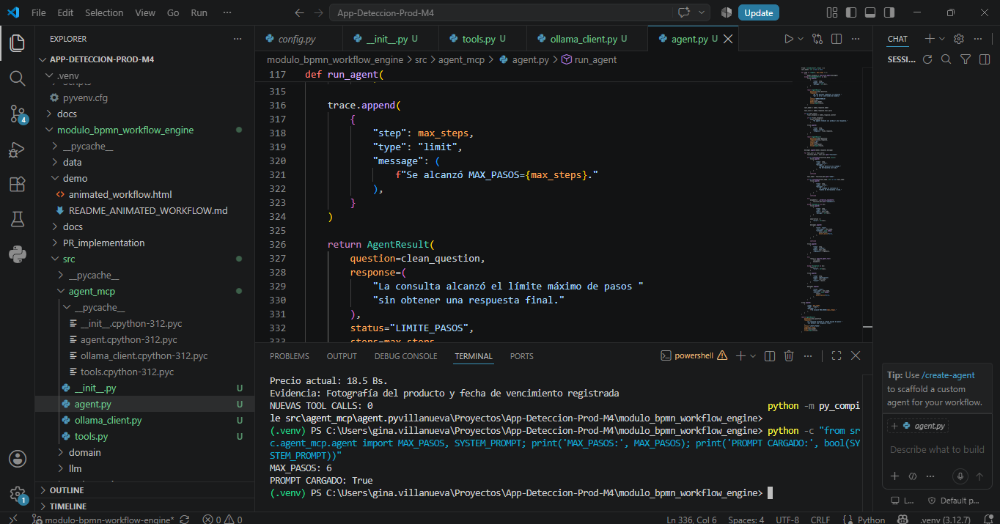 File Edit Selection View Go Run ··· App-Deteccion-Prod-M4 Update
EXPLORER ···
APP-DETECCION-PROD-M4
.venv
pyvenv.cfg
docs
modulo_bpmn_workflow_engine
__pycache__
data
demo
animated_workflow.html
README_ANIMATED_WORKFLOW.md
docs
PR_implementation
src
__pycache__
agent_mcp
__pycache__
__init__.cpython-312.pyc
agent.cpython-312.pyc
ollama_client.cpython-312.pyc
tools.cpython-312.pyc
__init__.py U
agent.py U
ollama_client.py U
tools.py U
domain
llm
OUTLINE
TIMELINE
4
1
config.py __init__.py U tools.py U ollama_client.py U agent.py U
modulo_bpmn_workflow_engine > src > agent_mcp > agent.py > run_agent
117 def run_agent(
315
316 trace.append(
317 {
318 "step": max_steps,
319 "type": "limit",
320 "message": (
321 f"Se alcanzó MAX_PASOS={max_steps}."
322 ),
323 }
324 )
325
326 return AgentResult(
327 question=clean_question,
328 response=(
329 "La consulta alcanzó el límite máximo de pasos "
330 "sin obtener una respuesta final."
331 ),
332 status="LIMITE_PASOS",
333 steps=max_steps
PROBLEMS OUTPUT DEBUG CONSOLE TERMINAL PORTS powershell ···
Precio actual: 18.5 Bs.
Evidencia: Fotografía del producto y fecha de vencimiento registrada
NUEVAS TOOL CALLS: 0 python -m py_compi
le src\agent_mcp\agent.pyvillanueva\Proyectos\App-Deteccion-Prod-M4\modulo_bpmn_workflow_engine>
(.venv) PS C:\Users\gina.villanueva\Proyectos\App-Deteccion-Prod-M4\modulo_bpmn_workflow_engine> python -c "from sr
c.agent_mcp.agent import MAX_PASOS, SYSTEM_PROMPT; print('MAX_PASOS:', MAX_PASOS); print('PROMPT CARGADO:', bool(SY
STEM_PROMPT))"
MAX_PASOS: 6
PROMPT CARGADO: True
(.venv) PS C:\Users\gina.villanueva\Proyectos\App-Deteccion-Prod-M4\modulo_bpmn_workflow_engine>
CHAT
SESSI...
Tip: Use /create-agent
to scaffold a custom
agent for your workflow.
agent.py
Describe what to build
L... Default p...
modulo-bpmn-workflow-engine* 0 0 Ln 336, Col 6 Spaces: 4 UTF-8 CRLF {} Python .venv (3.12.7)